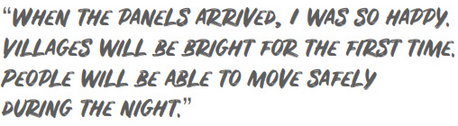 “WHEN THE PANELS ARRIVED, I WAS SO HAPPY.
VILLAGES WILL BE BRIGHT FOR THE FIRST TIME.
PEOPLE WILL BE ABLE TO MOVE SAFELY
DURING THE NIGHT.”